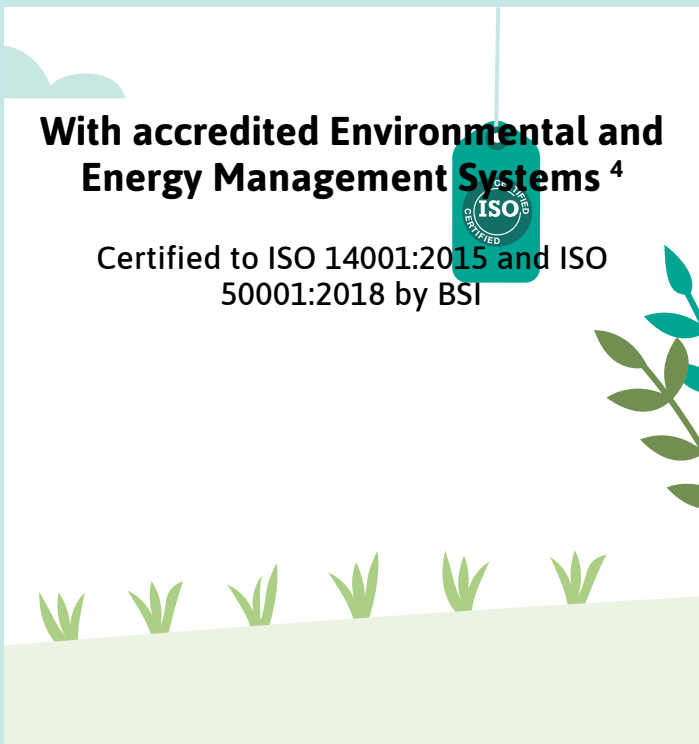 With accredited Environmental and
Energy Management Systems ⁴
CERTIFIED
ISO
CERTIFIED
Certified to ISO 14001:2015 and ISO
50001:2018 by BSI